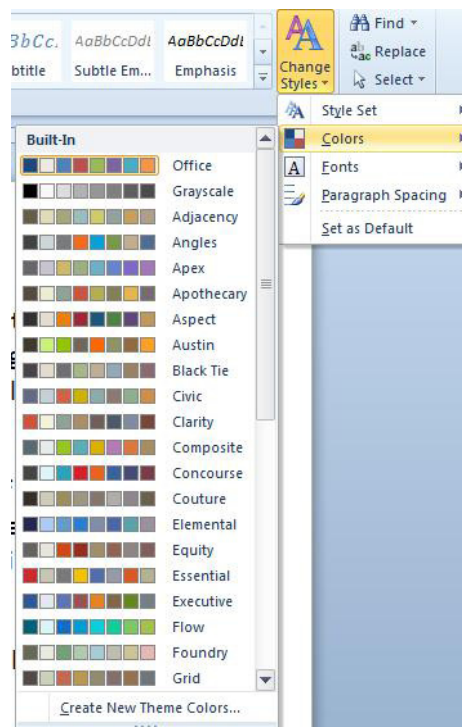 3bCc. AaBbCcDdE AaBbCcDdE
btitle Subtle Em... Emphasis
Change Styles
Find
Replace
Select
Style Set
Colors
Fonts
Paragraph Spacing
Set as Default
Built-In
Office
Grayscale
Adjacency
Angles
Apex
Apothecary
Aspect
Austin
Black Tie
Civic
Clarity
Composite
Concourse
Couture
Elemental
Equity
Essential
Executive
Flow
Foundry
Grid
Create New Theme Colors...